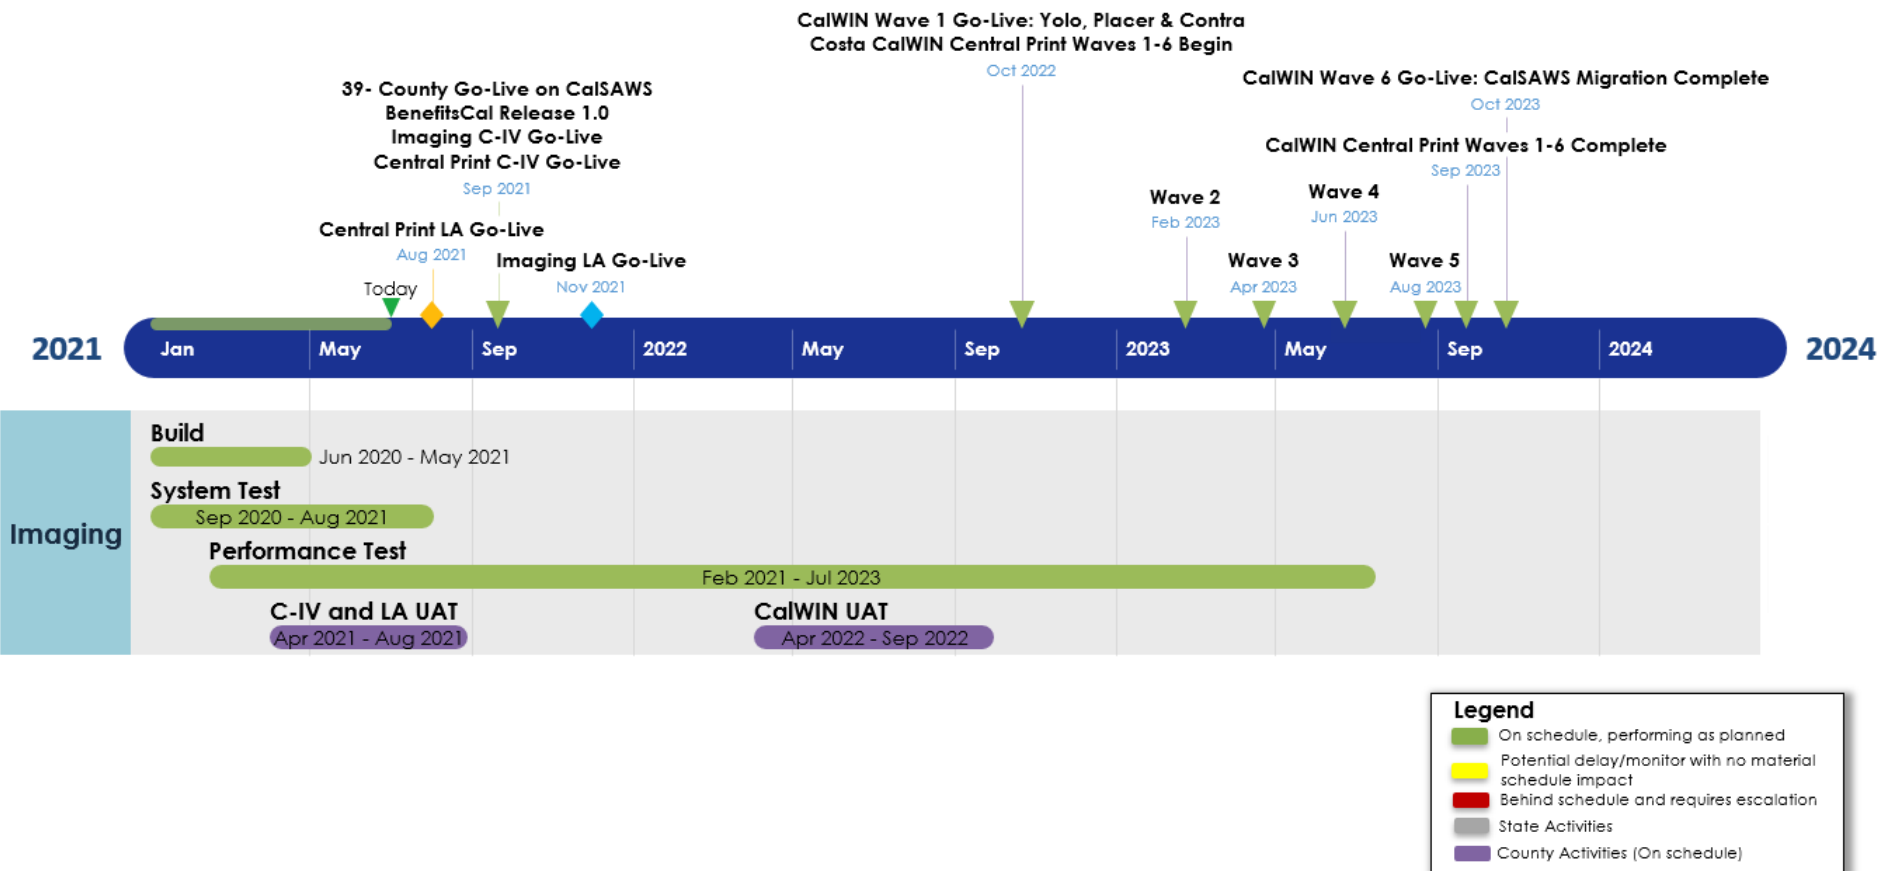 CalWIN Wave 1 Go-Live: Yolo, Placer & Contra
Costa CalWIN Central Print Waves 1-6 Begin
Oct 2022
CalWIN Wave 6 Go-Live: CalSAWS Migration Complete
Oct 2023
39- County Go-Live on CalSAWS
BenefitsCal Release 1.0
Imaging C-IV Go-Live
Central Print C-IV Go-Live
Sep 2021
CalWIN Central Print Waves 1-6 Complete
Sep 2023
Wave 2
Feb 2023
Wave 4
Jun 2023
Central Print LA Go-Live
Aug 2021
Imaging LA Go-Live
Nov 2021
Wave 3
Apr 2023
Wave 5
Aug 2023
Today
2021
Jan
May
Sep
2022
May
Sep
2023
May
Sep
2024
2024
Imaging
Build
Jun 2020 - May 2021
System Test
Sep 2020 - Aug 2021
Performance Test
Feb 2021 - Jul 2023
C-IV and LA UAT
Apr 2021 - Aug 2021
CalWIN UAT
Apr 2022 - Sep 2022
Legend
On schedule, performing as planned
Potential delay/monitor with no material
schedule impact
Behind schedule and requires escalation
State Activities
County Activities (On schedule)